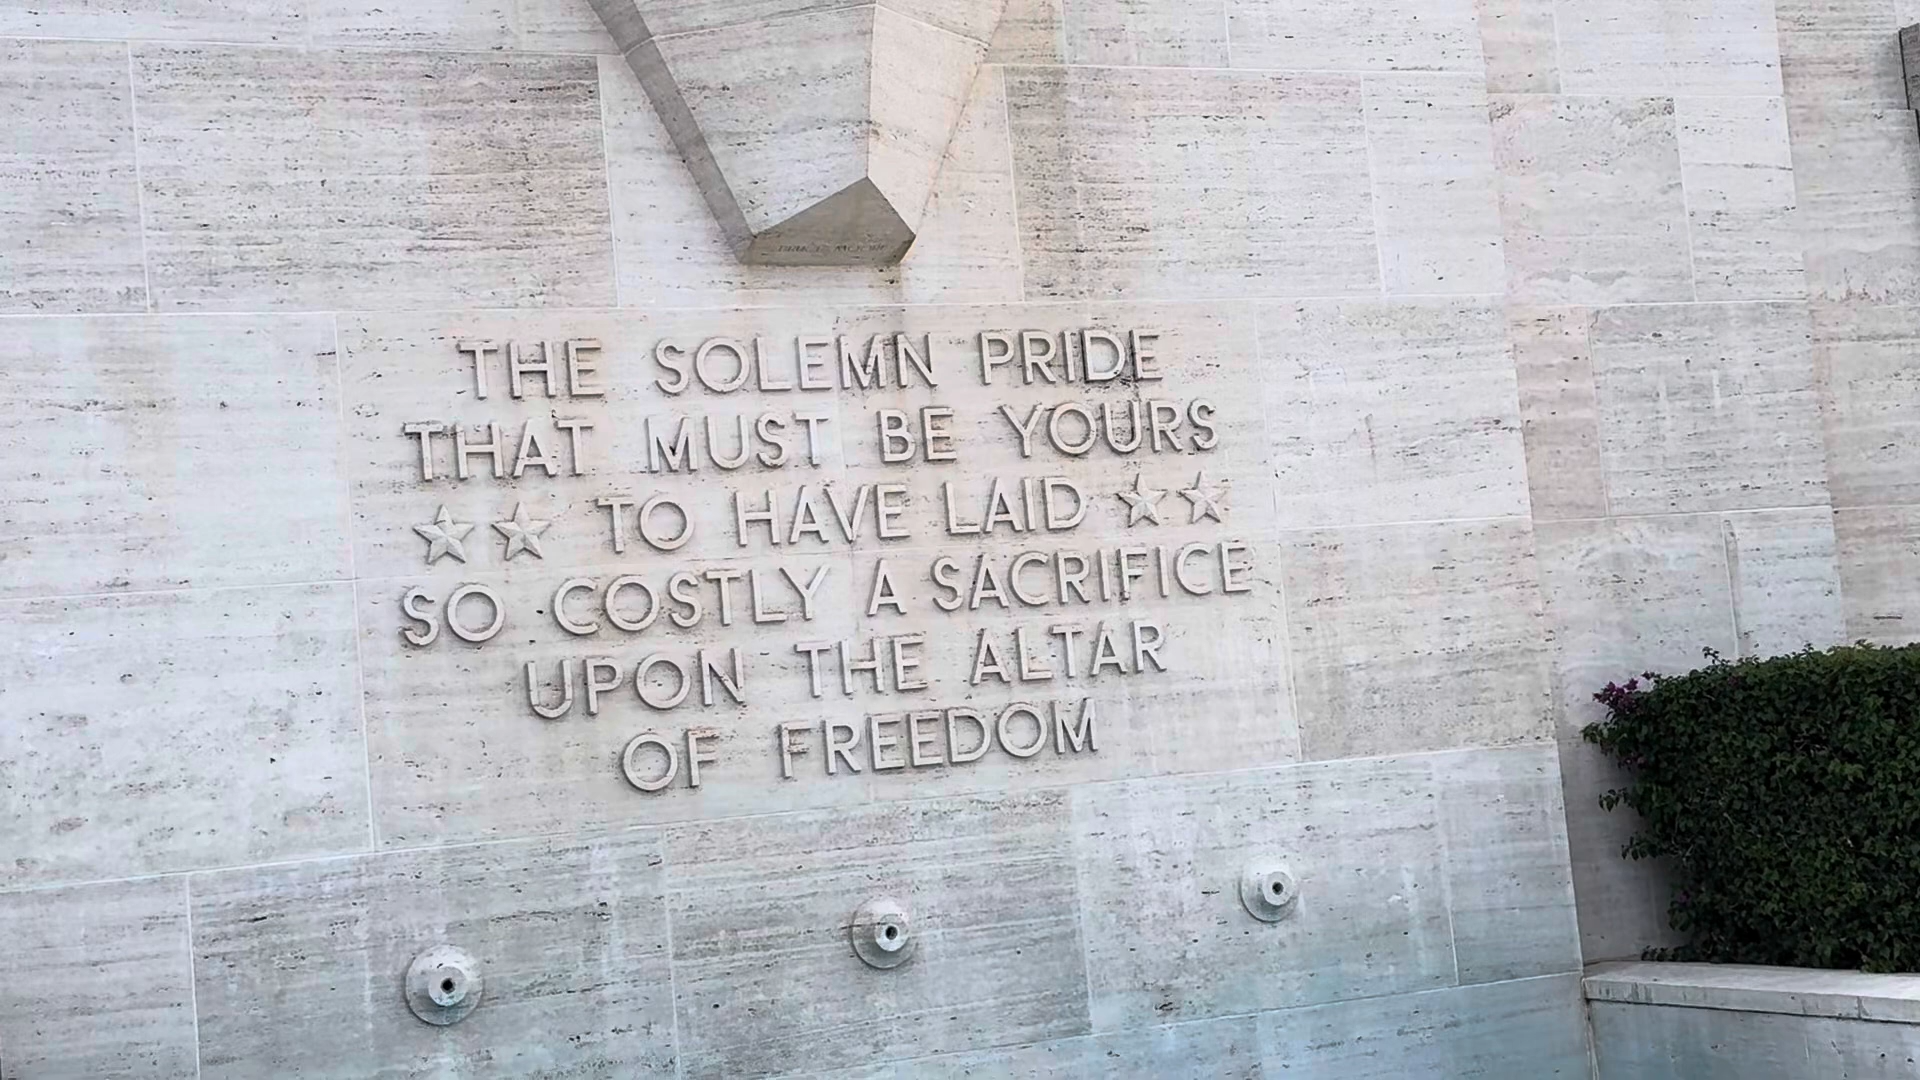 THE SOLEMN PRIDE
THAT MUST BE YOURS
★ ★ TO HAVE LAID ★ ★
SO COSTLY A SACRIFICE
UPON THE ALTAR
OF FREEDOM